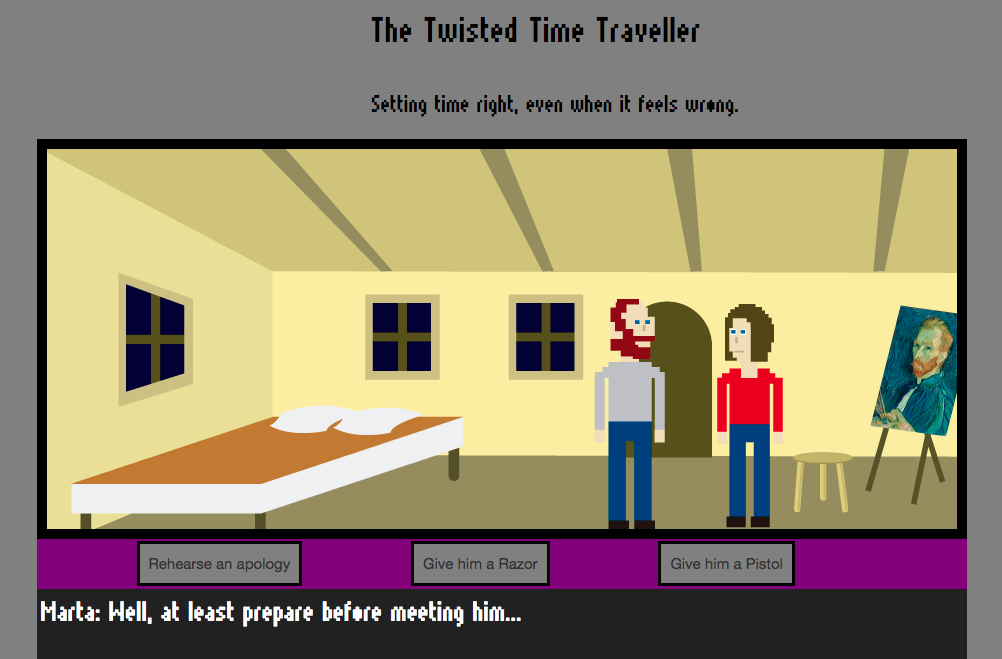 The Twisted Time Traveller
Setting time right, even when it feels wrong.
Rehearse an apology
Give him a Razor
Give him a Pistol
Marta: Well, at least prepare before meeting him...